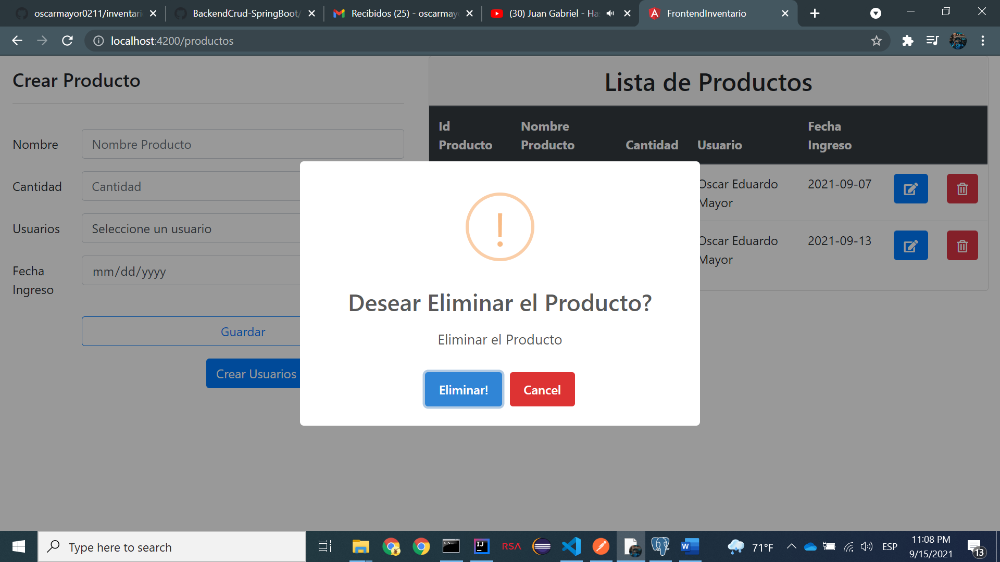 oscarmayor0211/inventari
BackendCrud-SpringBoot/
Recibidos (25) - oscarmayo
(30) Juan Gabriel - Has
FrontendInventario
localhost:4200/productos
Crear Producto
Nombre
Nombre Producto
Cantidad
Cantidad
Usuarios
Seleccione un usuario
Fecha
Ingreso
mm/dd/yyyy
Guardar
Crear Usuarios
Lista de Productos
Id
Producto
Nombre
Producto
Cantidad
Usuario
Fecha
Ingreso
Oscar Eduardo
Mayor
2021-09-07
Oscar Eduardo
Mayor
2021-09-13
!
Desear Eliminar el Producto?
Eliminar el Producto
Eliminar!
Cancel
Type here to search
IJ
RSA
W
71°F
ESP
11:08 PM
9/15/2021
13